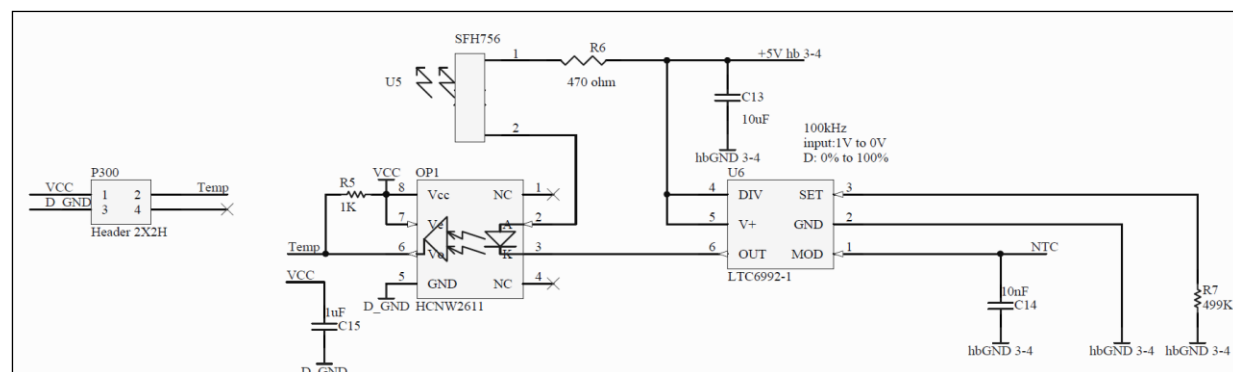 SFH756
1
R6
+5V hb 3-4
U5
470 ohm
C13
10uF
2
100kHz
input:1V to 0V
D: 0% to 100%
hbGND 3-4
P300
VCC
1
2
Temp
D_GND
3
4
Header 2X2H
R5
1K
VCC
OP1
8
Vcc
NC
1
7
Ve
A
2
Temp
6
Vo
K
3
5
GND
NC
4
D_GND
HCNW2611
VCC
1uF
C15
D_GND
U6
4
DIV
SET
3
5
V+
GND
2
6
OUT
MOD
1
NTC
LTC6992-1
10nF
C14
R7
499K
hbGND 3-4
hbGND 3-4
hbGND 3-4